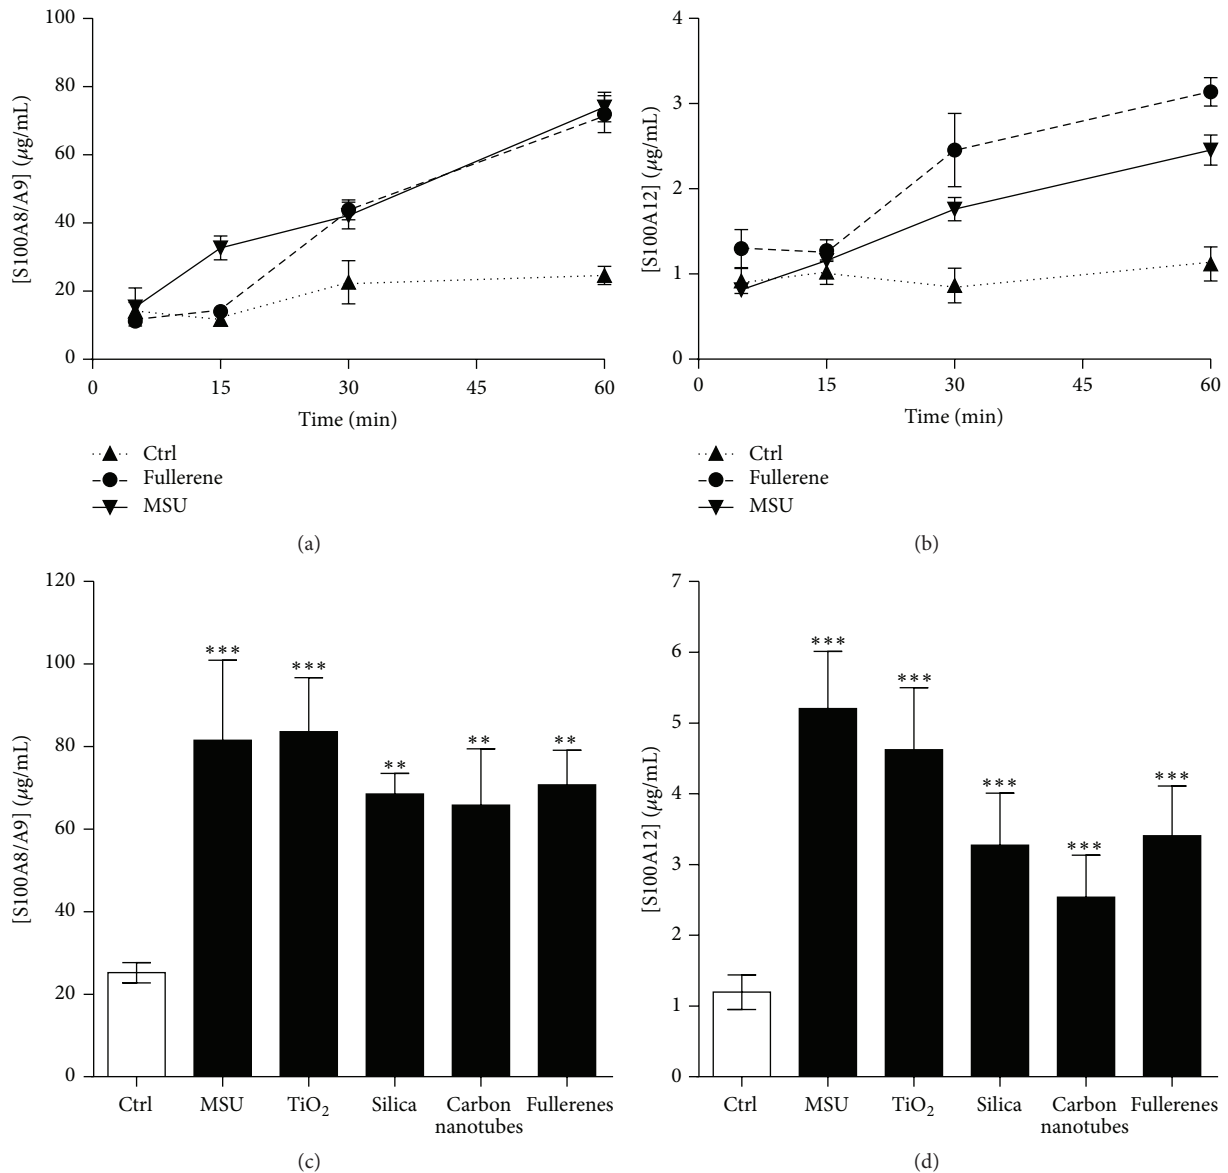 100
80
60
40
20
0
[S100A8/A9] (μg/mL)
0 15 30 45 60
Time (min)
Ctrl
Fullerene
MSU
(a)
4
3
2
1
0
[S100A12] (μg/mL)
0 15 30 45 60
Time (min)
Ctrl
Fullerene
MSU
(b)
120
100
80
60
40
20
0
[S100A8/A9] (μg/mL)
*** *** ** ** **
Ctrl MSU TiO₂ Silica Carbon Fullerenes
nanotubes
(c)
7
6
5
4
3
2
1
0
[S100A12] (μg/mL)
*** *** *** *** ***
Ctrl MSU TiO₂ Silica Carbon Fullerenes
nanotubes
(d)